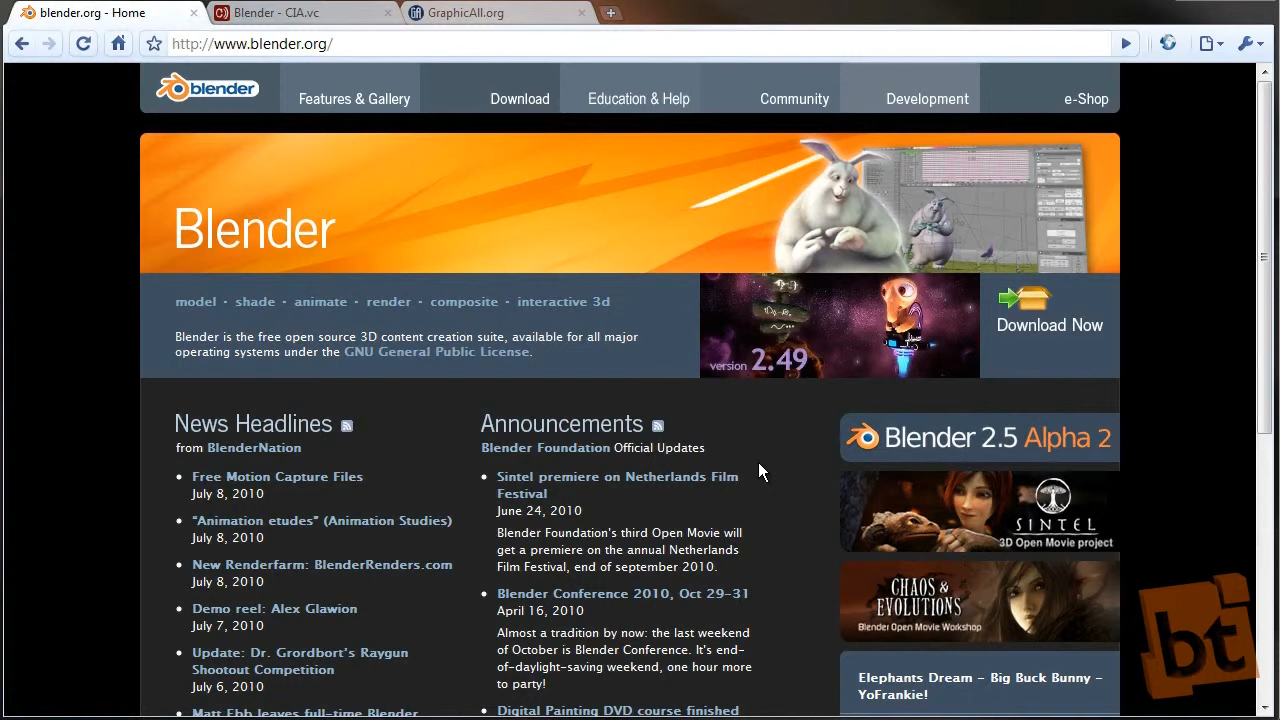 blender.org - Home
Blender - CIA.vc
GraphicAll.org
http://www.blender.org/
blender
Features & Gallery
Download
Education & Help
Community
Development
e-Shop
Blender
model · shade · animate · render · composite · interactive 3d
Blender is the free open source 3D content creation suite, available for all major
operating systems under the GNU General Public License.
version 2.49
Download Now
News Headlines
from BlenderNation
Free Motion Capture Files
July 8, 2010
"Animation etudes" (Animation Studies)
July 8, 2010
New Renderfarm: BlenderRenders.com
July 8, 2010
Demo reel: Alex Glawion
July 7, 2010
Update: Dr. Grordbort's Raygun
Shootout Competition
July 6, 2010
Matt Ebb leaves full-time Blender
Announcements
Blender Foundation Official Updates
Sintel premiere on Netherlands Film
Festival
June 24, 2010
Blender Foundation's third Open Movie will
get a premiere on the annual Netherlands
Film Festival, end of september 2010.
Blender Conference 2010, Oct 29-31
April 16, 2010
Almost a tradition by now: the last weekend
of October is Blender Conference. It's end-
of-daylight-saving weekend, one hour more
to party!
Digital Painting DVD course finished
Blender 2.5 Alpha 2
SINTEL
3D Open Movie project
CHAOS &
EVOLUTIONS
Blender Open Movie Workshop
Elephants Dream - Big Buck Bunny -
YoFrankie!
bt